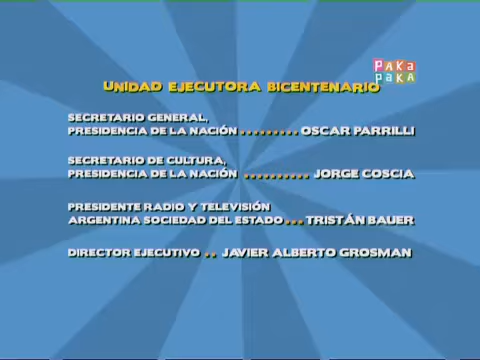 PAKA
PAKA
UNIDAD EJECUTORA BICENTENARIO
SECRETARIO GENERAL,
PRESIDENCIA DE LA NACIÓN ......... OSCAR PARRILLI
SECRETARIO DE CULTURA,
PRESIDENCIA DE LA NACIÓN .......... JORGE COSCIA
PRESIDENTE RADIO Y TELEVISIÓN
ARGENTINA SOCIEDAD DEL ESTADO... TRISTÁN BAUER
DIRECTOR EJECUTIVO .. JAVIER ALBERTO GROSMAN